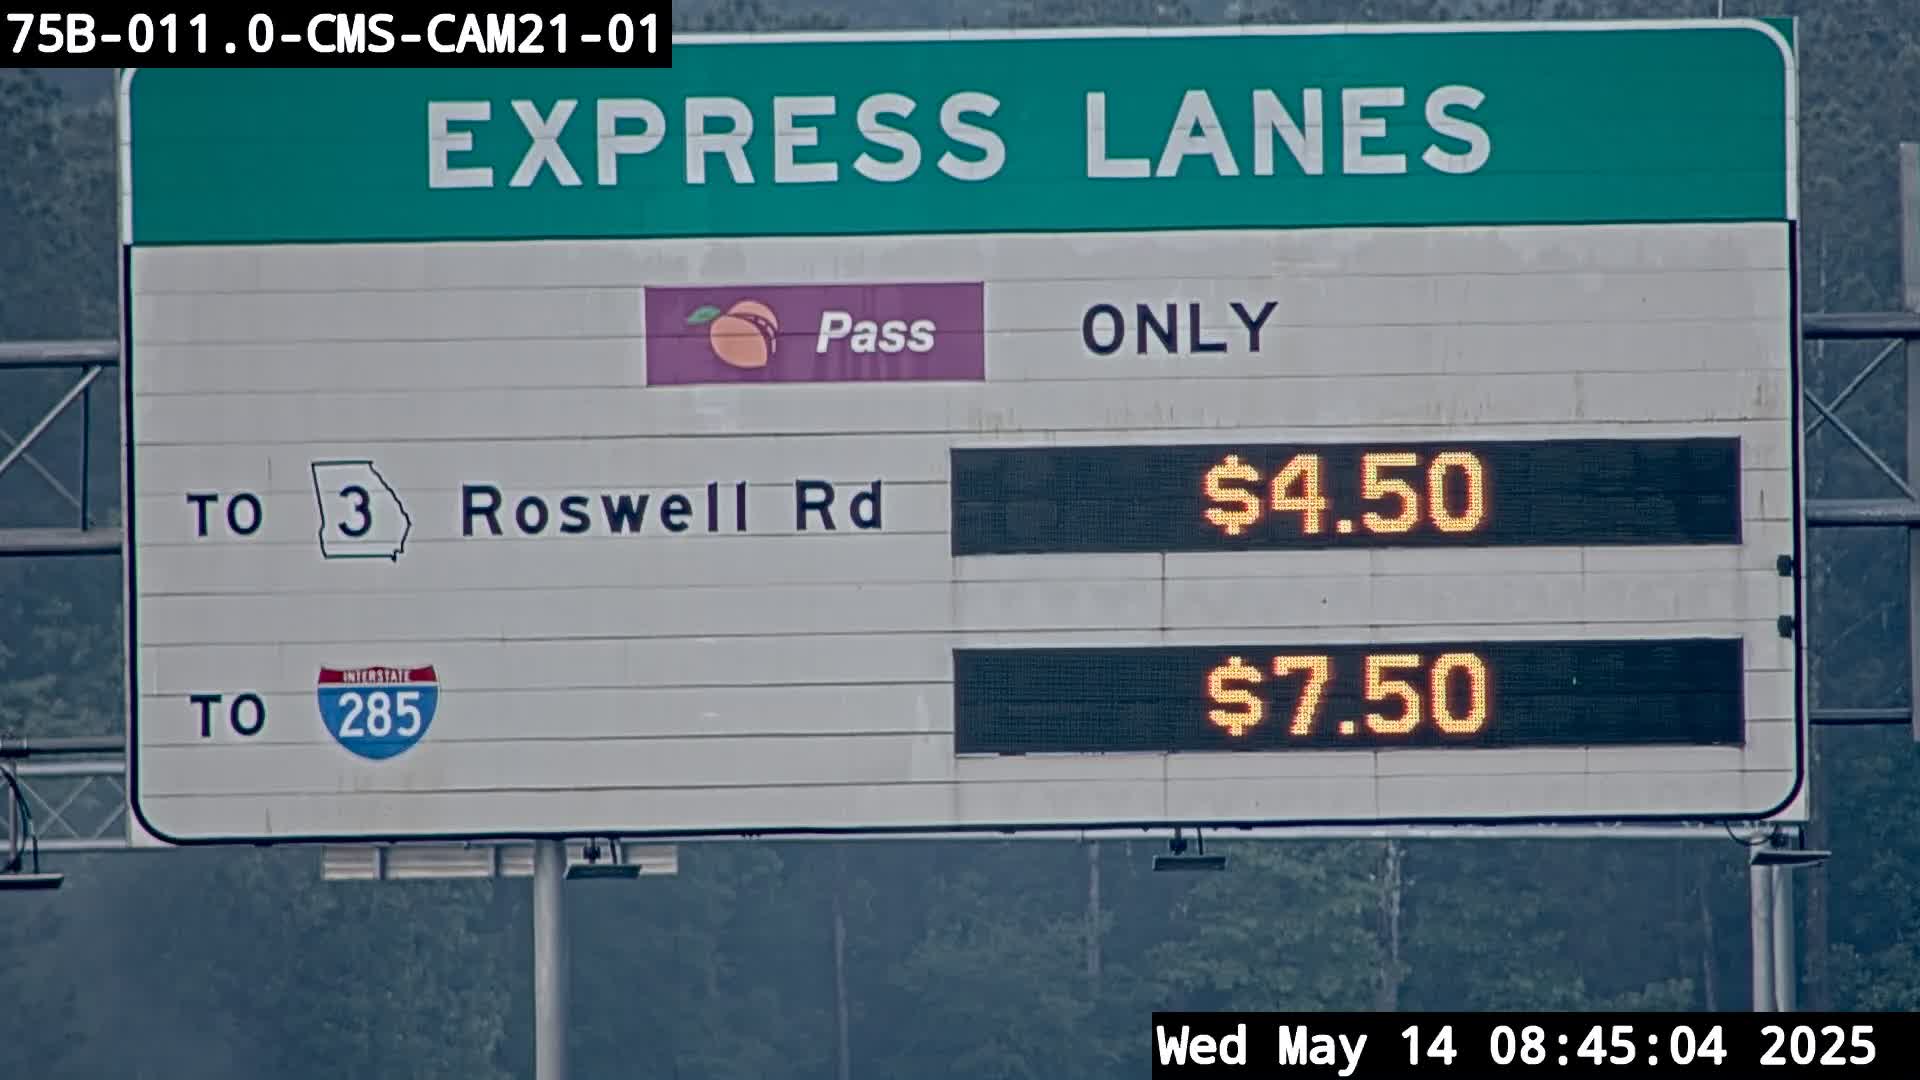 75B-011.0-CMS-CAM21-01
EXPRESS LANES
Pass ONLY
TO 3 Roswell Rd $4.50
TO INTERSTATE 285 $7.50
Wed May 14 08:45:04 2025